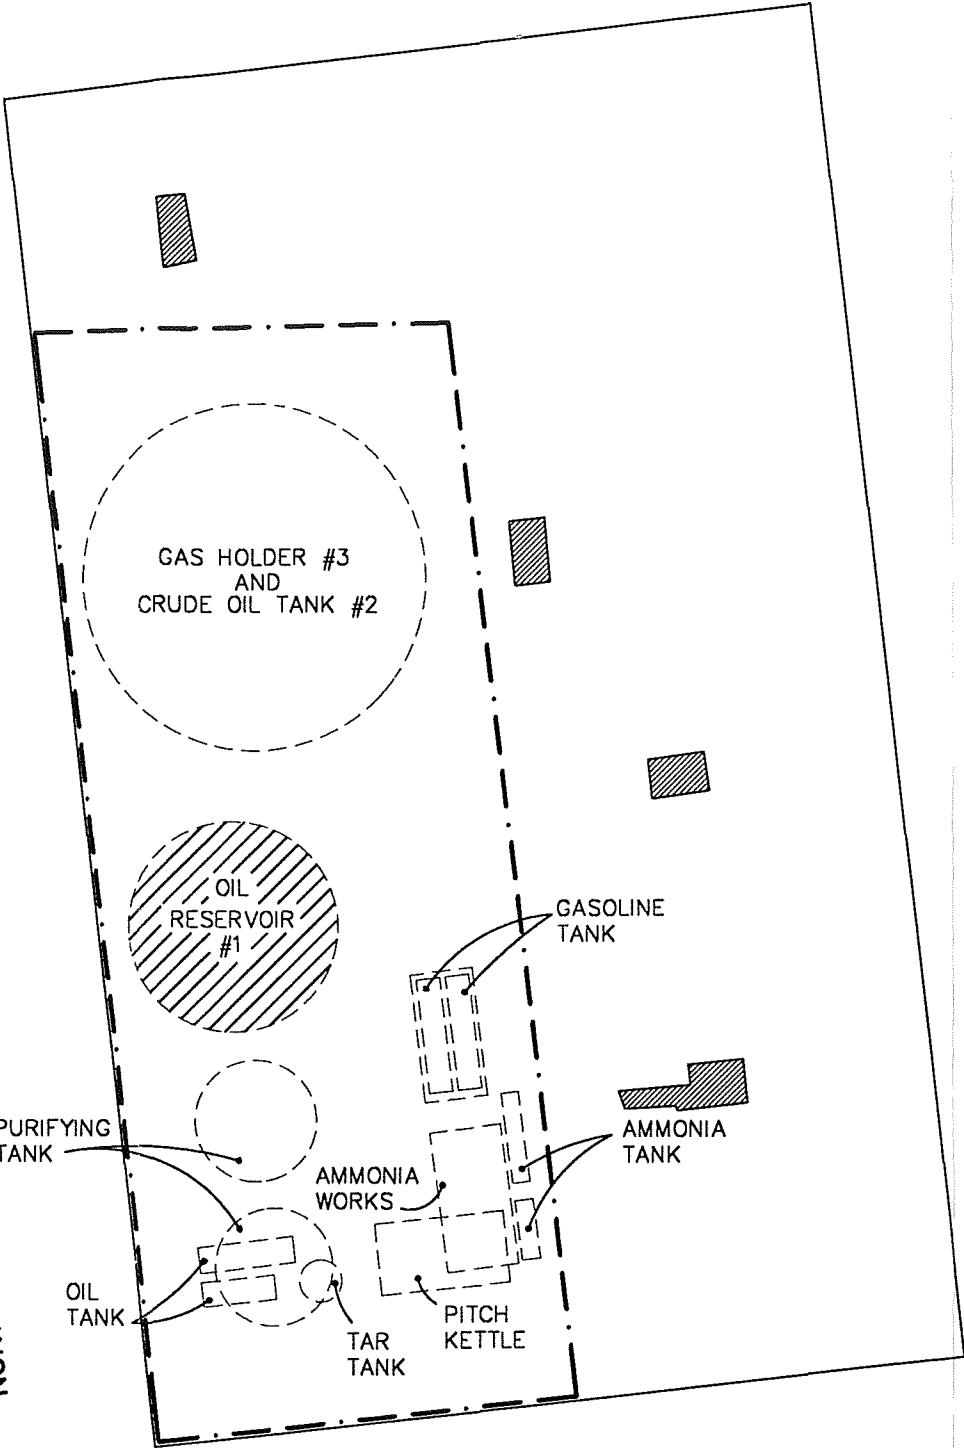 GAS HOLDER #3
AND
CRUDE OIL TANK #2
OIL
RESERVOIR
#1
GASOLINE
TANK
PURIFYING
TANK
AMMONIA
WORKS
AMMONIA
TANK
OIL
TANK
TAR
TANK
PITCH
KETTLE